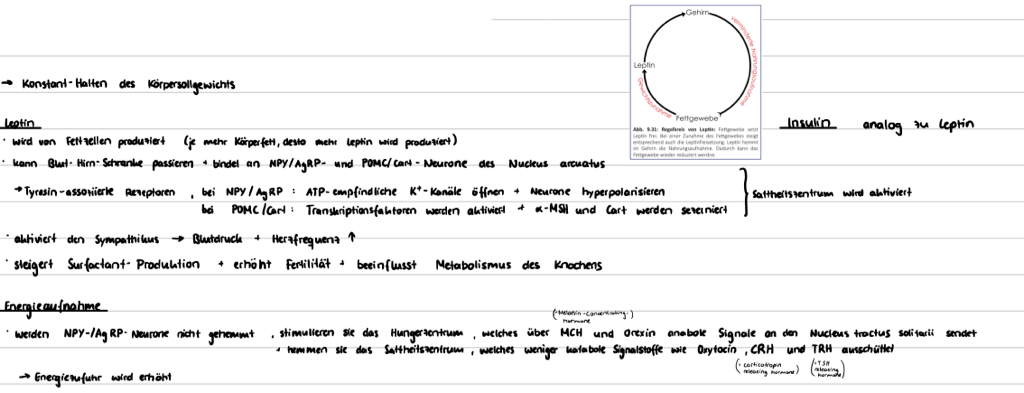 Gehirn
verminderte Nahrungsaufnahme
Leptin
Gewichtszunahme
Fettgewebe
Abb. 9.31: Regelkreis von Leptin: Fettgewebe setzt
Leptin frei. Bei einer Zunahme des Fettgewebes steigt
entsprechend auch die Leptinfreisetzung. Leptin hemmt
im Gehirn die Nahrungsaufnahme. Dadurch kann das
Fettgewebe wieder reduziert werden.
→ Konstant-Halten des Körpersollgewichts
Leptin
· wird von Fettzellen produziert (je mehr Körperfett, desto mehr Leptin wird produziert)
· kann Blut-Hirn-Schranke passieren + bindet an NPY/AgRP- und POMC/Cart-Neurone des Nucleus arcuatus
→ Tyrosin-assoziierte Rezeptoren, bei NPY/AgRP: ATP-empfindliche K⁺-Kanäle öffnen + Neurone hyperpolarisieren
bei POMC/Cart: Transkriptionsfaktoren werden aktiviert + α-MSH und Cart werden sezerniert
Sattheitszentrum wird aktiviert
· aktiviert den Sympathikus → Blutdruck + Herzfrequenz ↑
· steigert Surfactant-Produktion + erhöht Fertilität + beeinflusst Metabolismus des Knochens
Insulin analog zu Leptin
Energieaufnahme
(-Melanin-Concentrating-
hormone)
· werden NPY-/AgRP-Neurone nicht gehemmt, stimulieren sie das Hungerzentrum, welches über MCH und Orexin anabole Signale an den Nucleus tractus solitarii sendet
+ hemmen sie das Sattheitszentrum, welches weniger katabole Signalstoffe wie Oxytocin, CRH und TRH ausschüttet
(-corticotropin
releasing hormone)
(-TSH
releasing
hormone)
→ Energiezufuhr wird erhöht